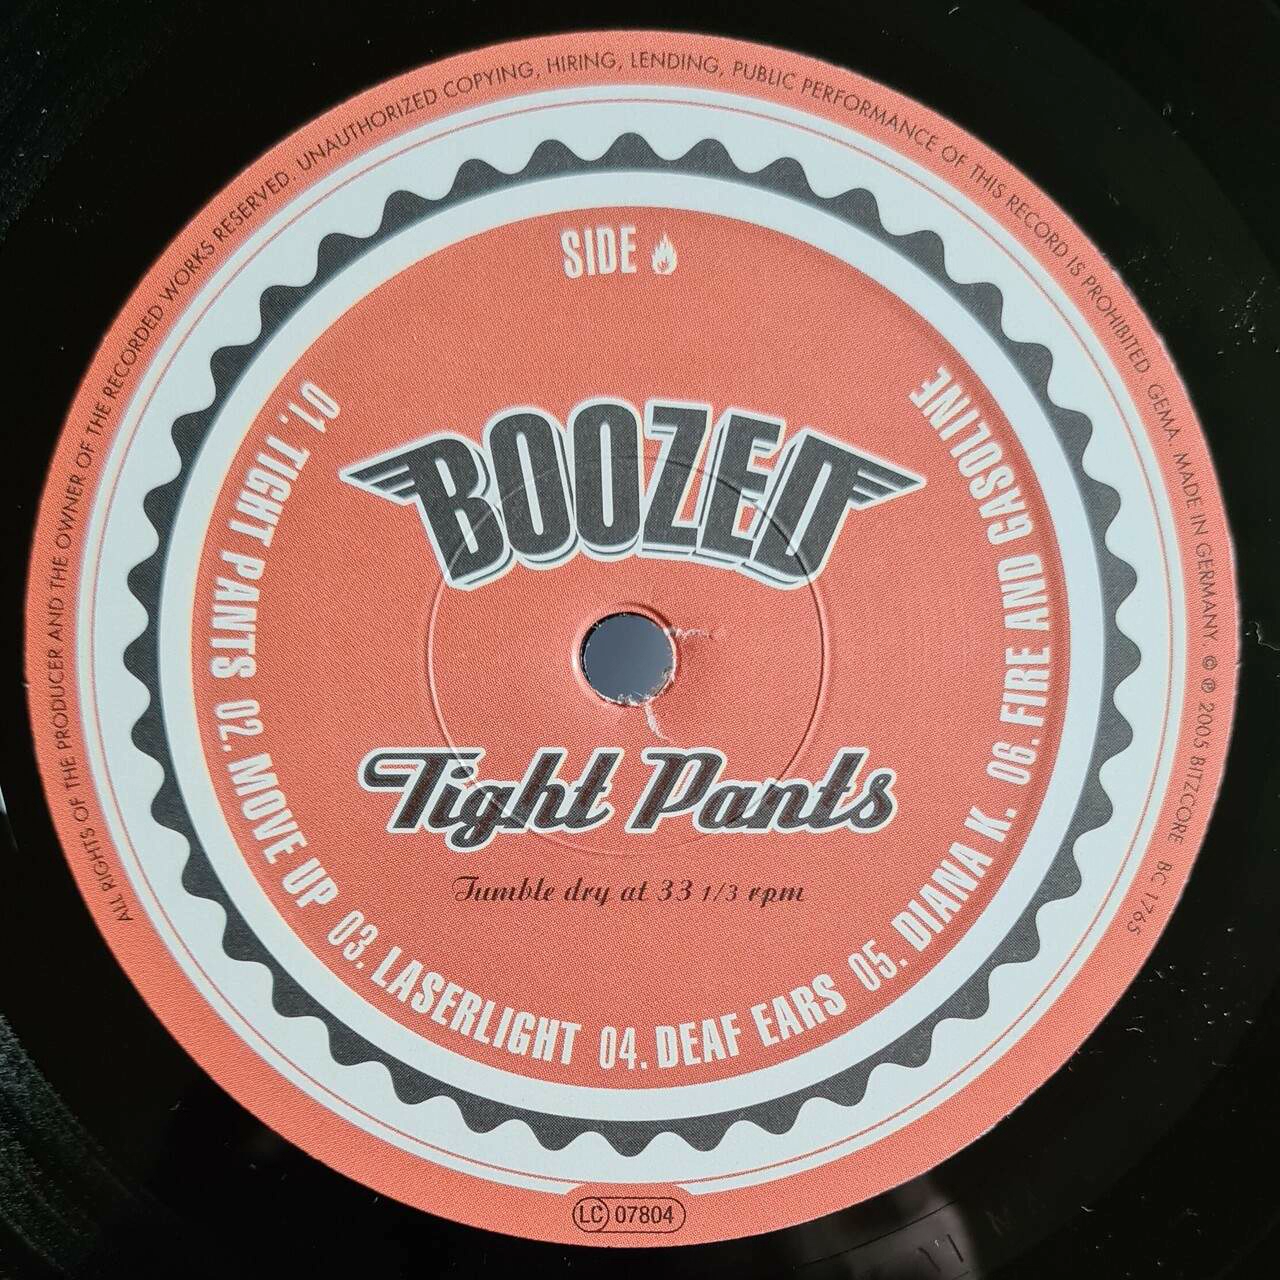 ALL RIGHTS OF THE PRODUCER AND THE OWNER OF THE RECORDED WORKS RESERVED. UNAUTHORIZED COPYING, HIRING, LENDING, PUBLIC PERFORMANCE OF THIS RECORD IS PROHIBITED. GEMA. MADE IN GERMANY. © ℗ 2005 BITZCORE BC 1765
SIDE
BOOZED
Tight Pants
Tumble dry at 33 1/3 rpm
01. TIGHT PANTS 02. MOVE UP 03. LASERLIGHT 04. DEAF EARS 05. DIANA K. 06. FIRE AND GASOLINE
LC 07804